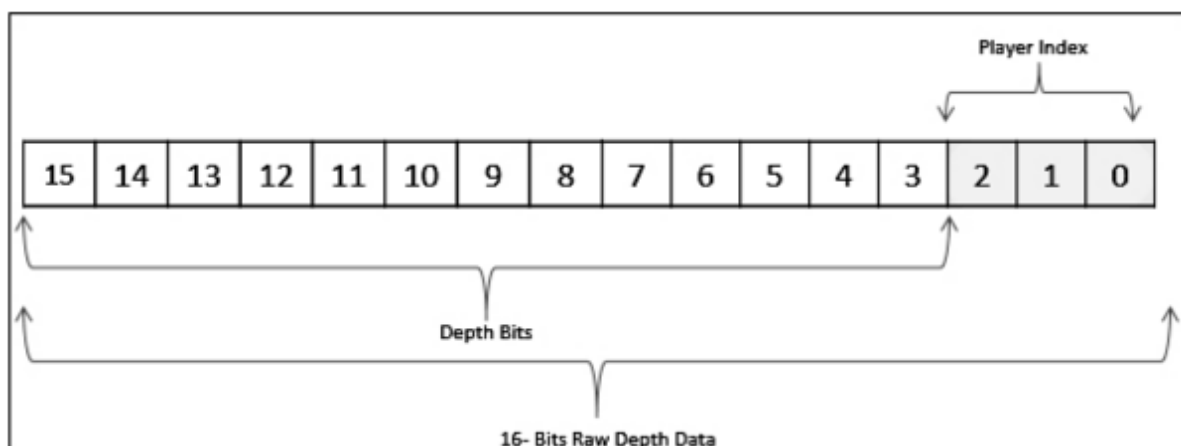 Player Index
15 14 13 12 11 10 9 8 7 6 5 4 3 2 1 0
Depth Bits
16- Bits Raw Depth Data